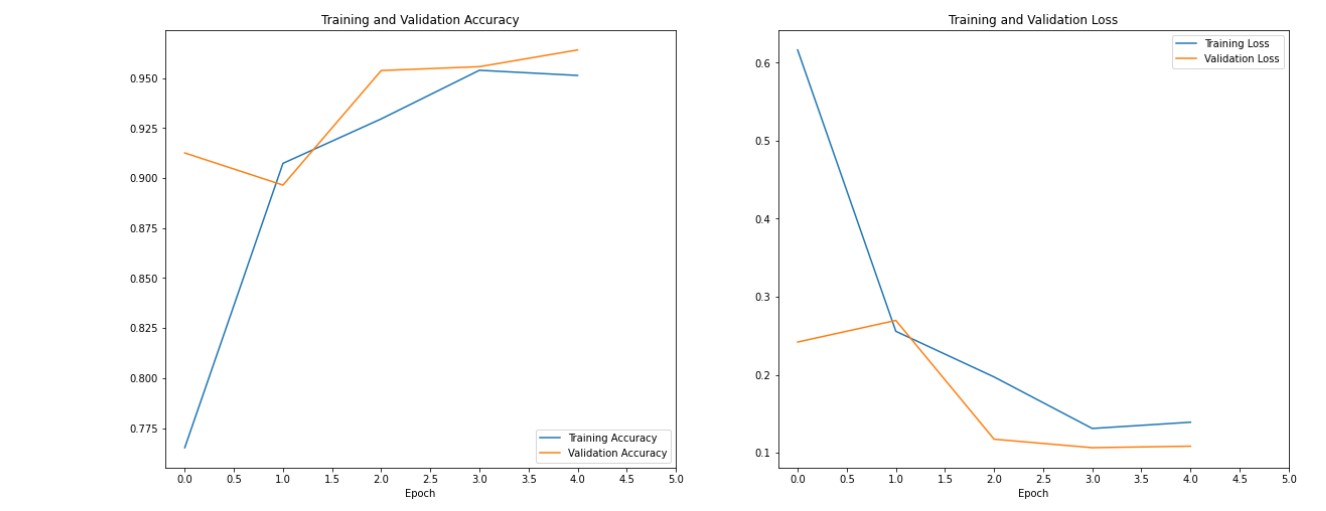 Training and Validation Accuracy
0.950
0.925
0.900
0.875
0.850
0.825
0.800
0.775
Training Accuracy
Validation Accuracy
0.0 0.5 1.0 1.5 2.0 2.5 3.0 3.5 4.0 4.5 5.0
Epoch
Training and Validation Loss
Training Loss
Validation Loss
0.6
0.5
0.4
0.3
0.2
0.1
0.0 0.5 1.0 1.5 2.0 2.5 3.0 3.5 4.0 4.5 5.0
Epoch